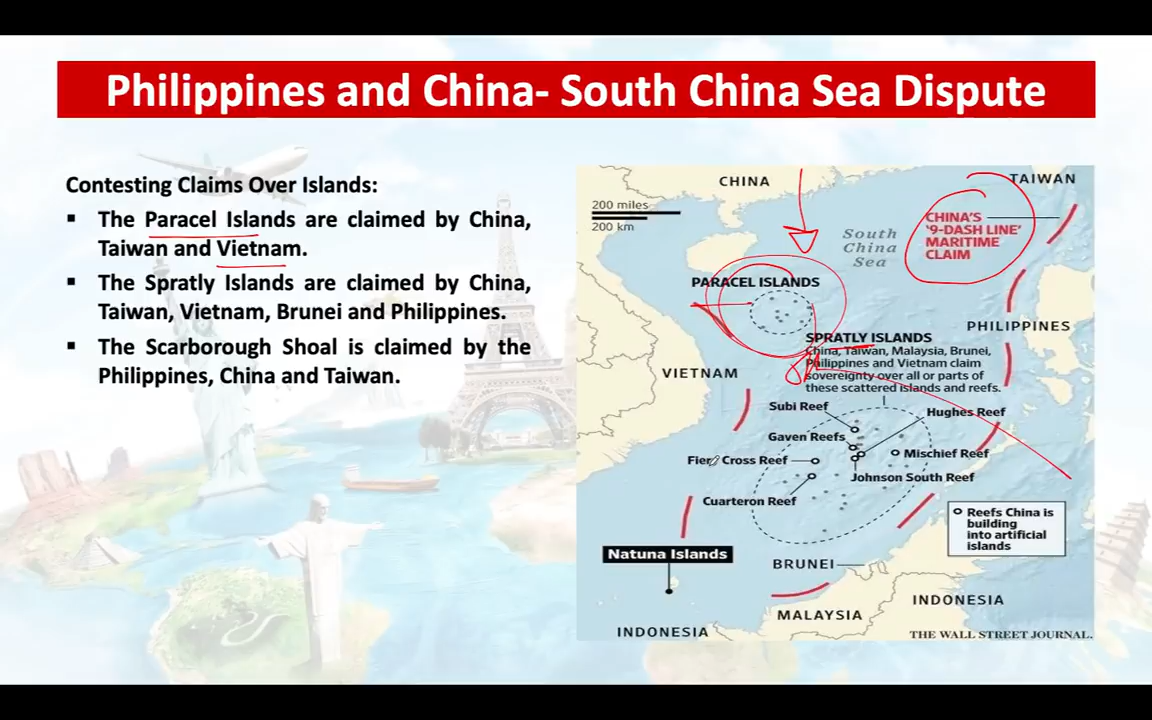 Philippines and China- South China Sea Dispute
Contesting Claims Over Islands:
▪ The Paracel Islands are claimed by China,
Taiwan and Vietnam.
▪ The Spratly Islands are claimed by China,
Taiwan, Vietnam, Brunei and Philippines.
▪ The Scarborough Shoal is claimed by the
Philippines, China and Taiwan.
CHINA
TAIWAN
200 miles
200 km
South
China
Sea
CHINA'S
'9-DASH LINE'
MARITIME
CLAIM
PARACEL ISLANDS
PHILIPPINES
SPRATLY ISLANDS
China, Taiwan, Malaysia, Brunei,
Philippines and Vietnam claim
sovereignty over all or parts of
these scattered islands and reefs.
VIETNAM
Subi Reef
Hughes Reef
Gaven Reefs
Mischief Reef
Fiery Cross Reef
Johnson South Reef
Cuarteron Reef
Reefs China is
building
into artificial
islands
Natuna Islands
BRUNEI
INDONESIA
MALAYSIA
INDONESIA
THE WALL STREET JOURNAL.